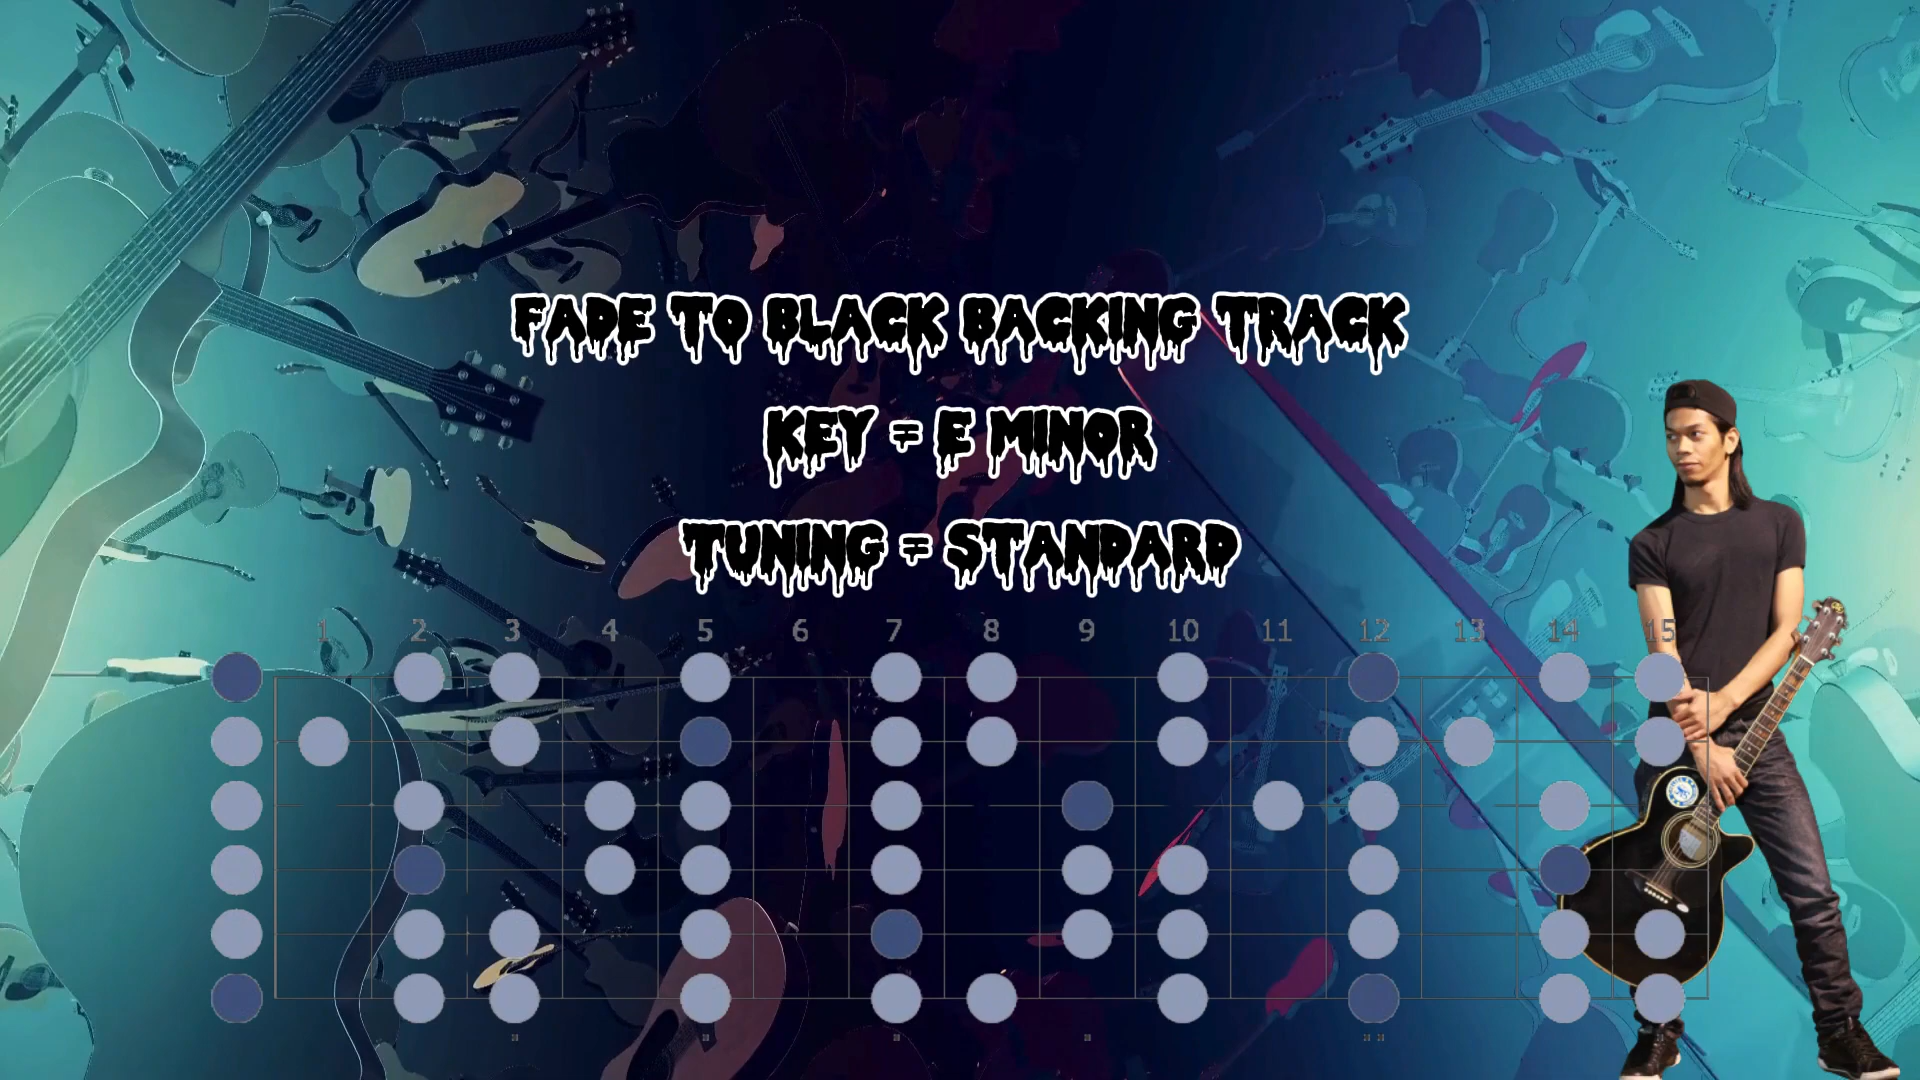 FADE TO BLACK BACKING TRACK
KEY = E MINOR
TUNING = STANDARD
1 2 3 4 5 6 7 8 9 10 11 12 13 14 15